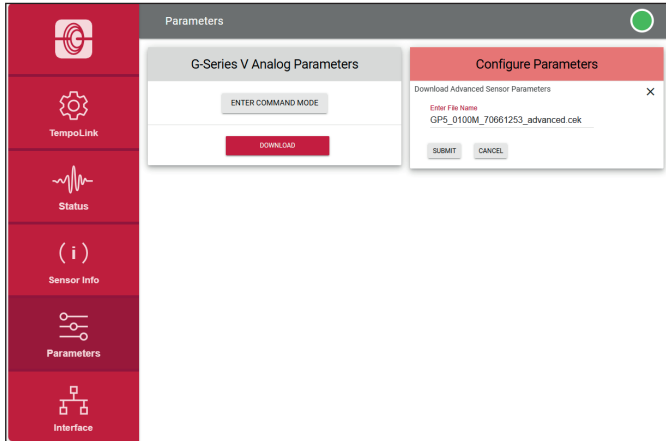 Parameters
TempoLink
Status
( i )
Sensor Info
Parameters
Interface
G-Series V Analog Parameters
ENTER COMMAND MODE
DOWNLOAD
Configure Parameters
Download Advanced Sensor Parameters
Enter File Name
GP5_0100M_70661253_advanced.cek
SUBMIT CANCEL